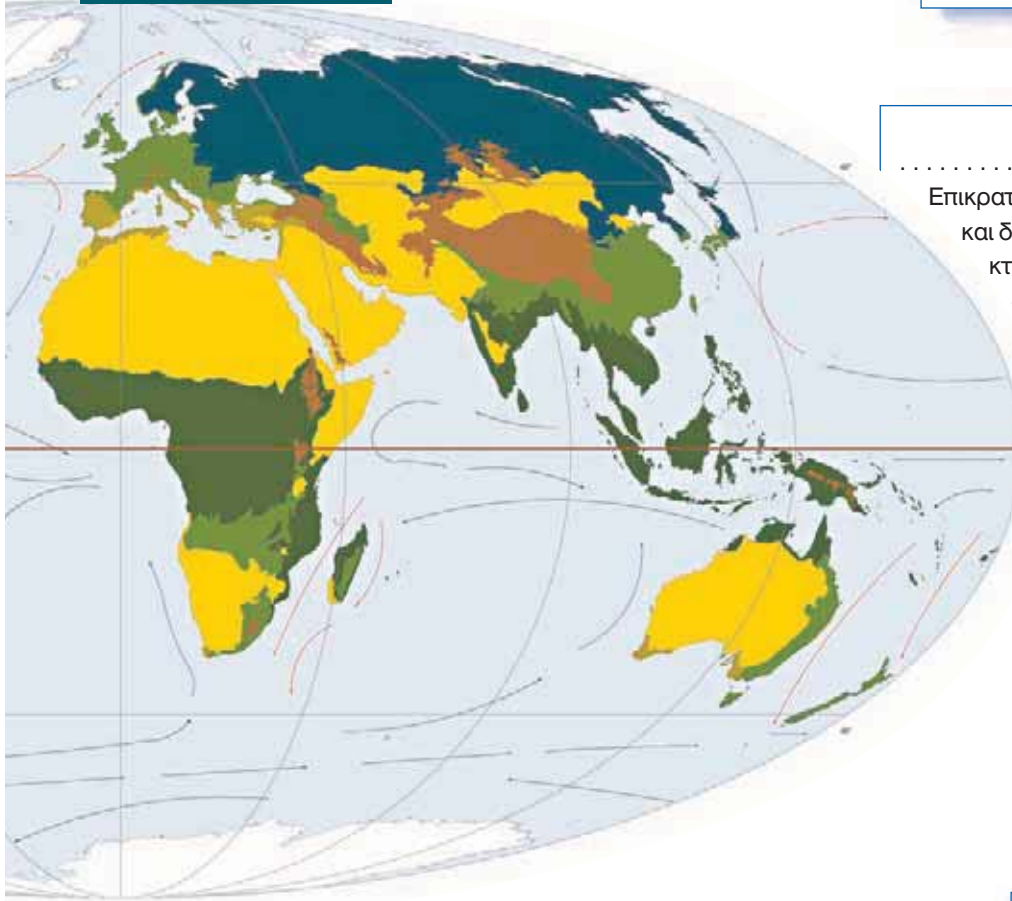 . . . . . . . . .
Επικρατ
και δ
κτ